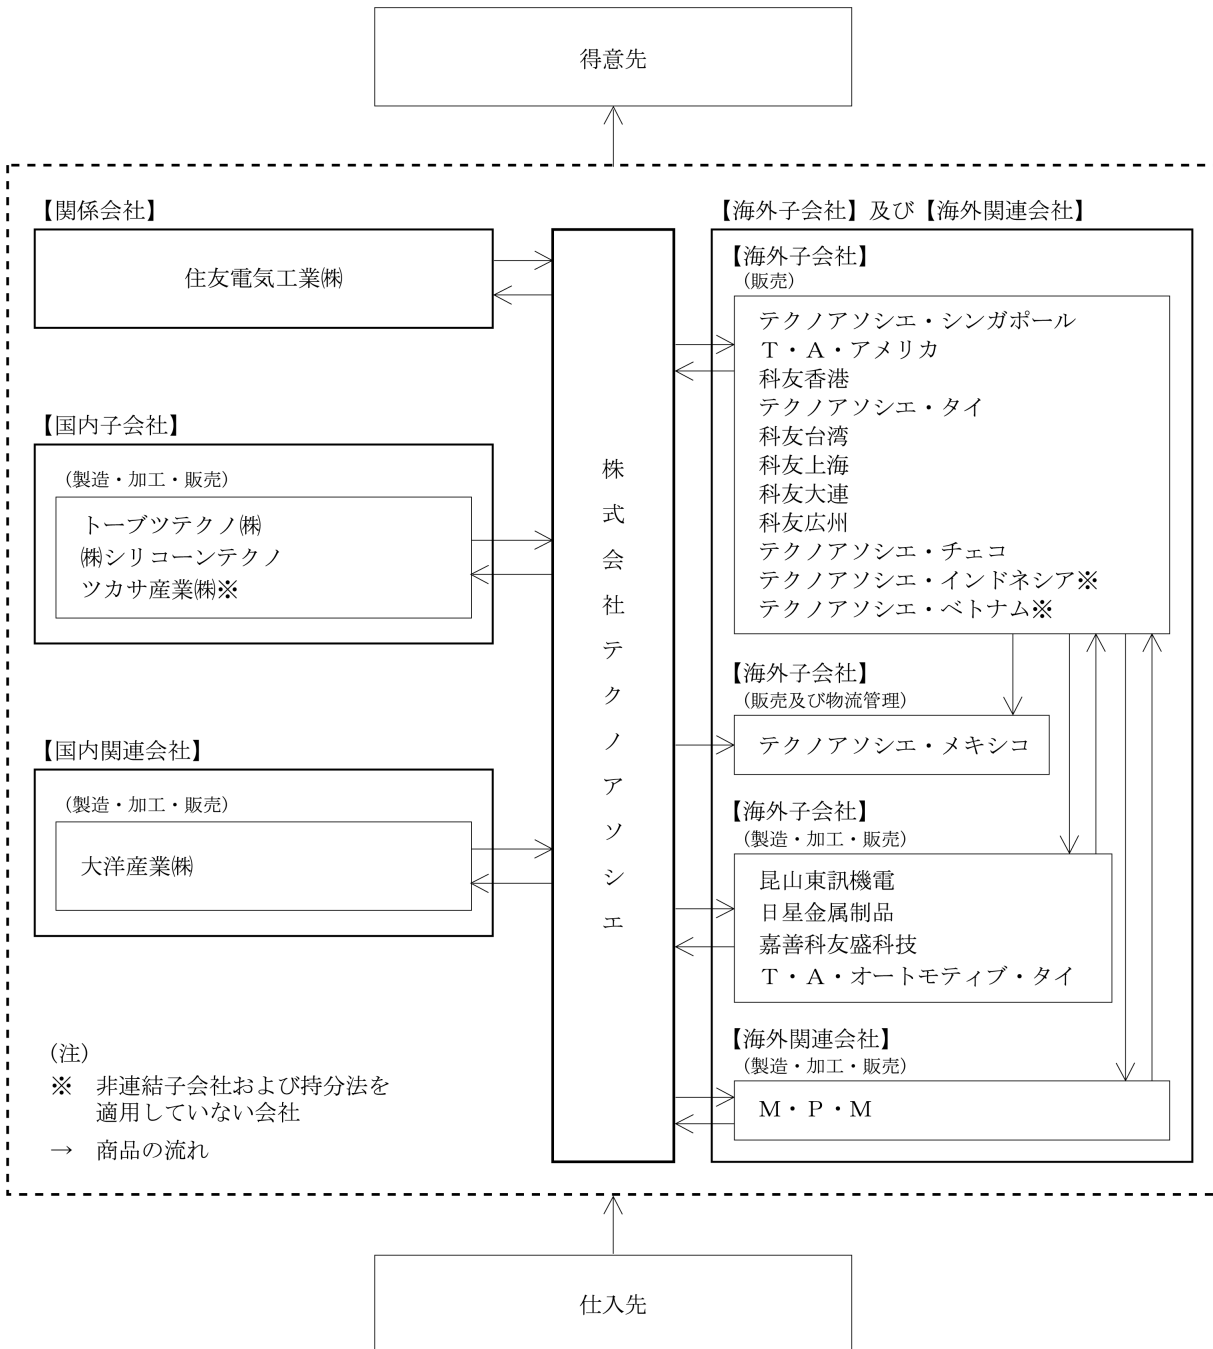 得意先
【関係会社】
住友電気工業㈱
【国内子会社】
(製造・加工・販売)
トーブツテクノ㈱
㈱シリコーンテクノ
ツカサ産業㈱※
【国内関連会社】
(製造・加工・販売)
大洋産業㈱
(注)
※ 非連結子会社および持分法を
適用していない会社
→ 商品の流れ
株式会社テクノアソシエ
【海外子会社】及び【海外関連会社】
【海外子会社】
(販売)
テクノアソシエ・シンガポール
T・A・アメリカ
科友香港
テクノアソシエ・タイ
科友台湾
科友上海
科友大連
科友広州
テクノアソシエ・チェコ
テクノアソシエ・インドネシア※
テクノアソシエ・ベトナム※
【海外子会社】
(販売及び物流管理)
テクノアソシエ・メキシコ
【海外子会社】
(製造・加工・販売)
昆山東訊機電
日星金属制品
嘉善科友盛科技
T・A・オートモティブ・タイ
【海外関連会社】
(製造・加工・販売)
M・P・M
仕入先